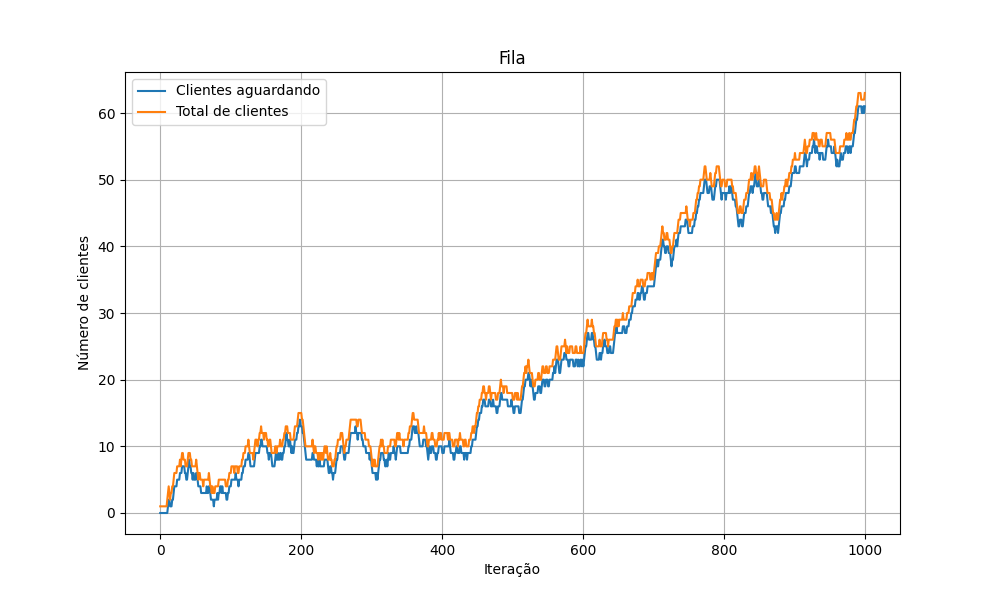 Fila
Clientes aguardando
Total de clientes
Número de clientes
60
50
40
30
20
10
0
0 200 400 600 800 1000
Iteração